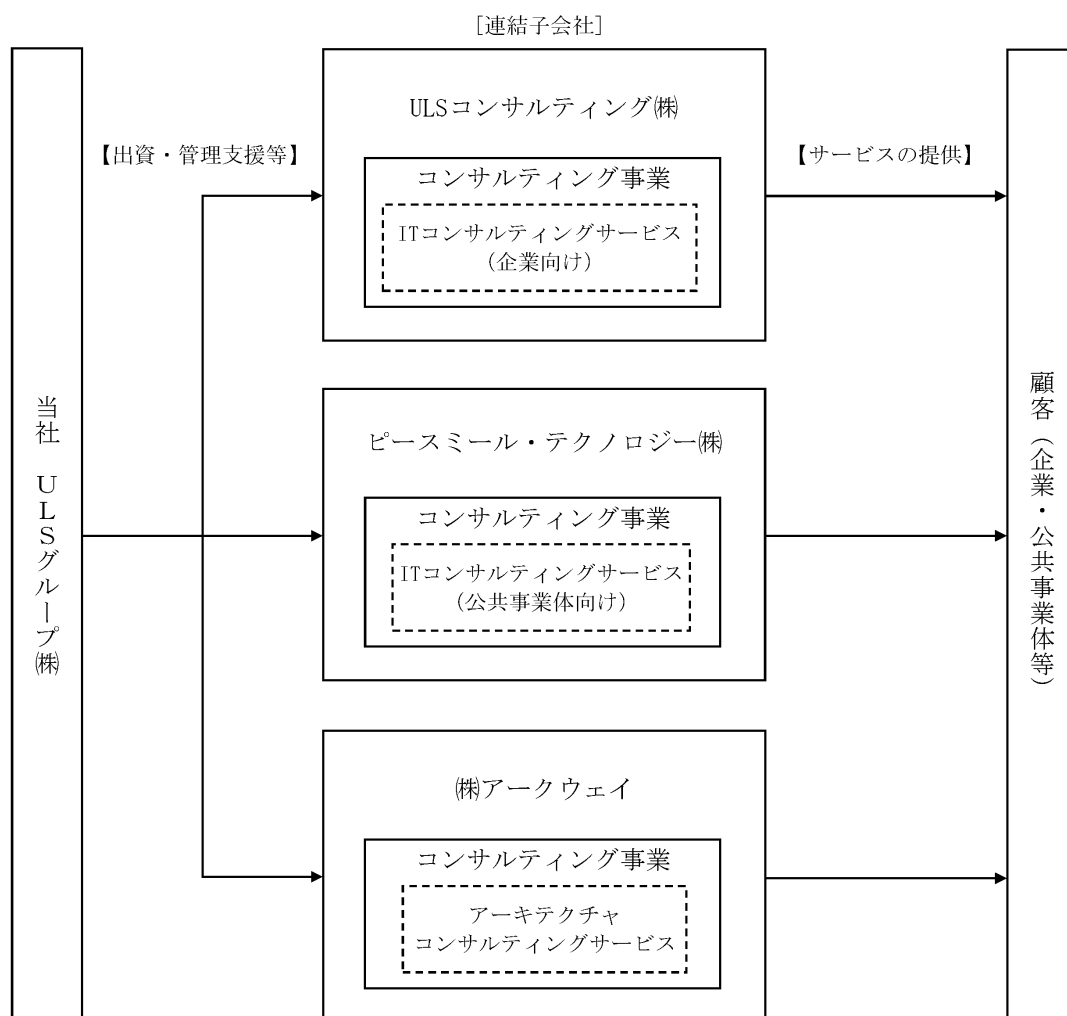 [連結子会社]
当社 ULSグループ㈱
【出資・管理支援等】
ULSコンサルティング㈱
コンサルティング事業
ITコンサルティングサービス
（企業向け）
【サービスの提供】
ピースミール・テクノロジー㈱
コンサルティング事業
ITコンサルティングサービス
（公共事業体向け）
㈱アークウェイ
コンサルティング事業
アーキテクチャ
コンサルティングサービス
顧客（企業・公共事業体等）